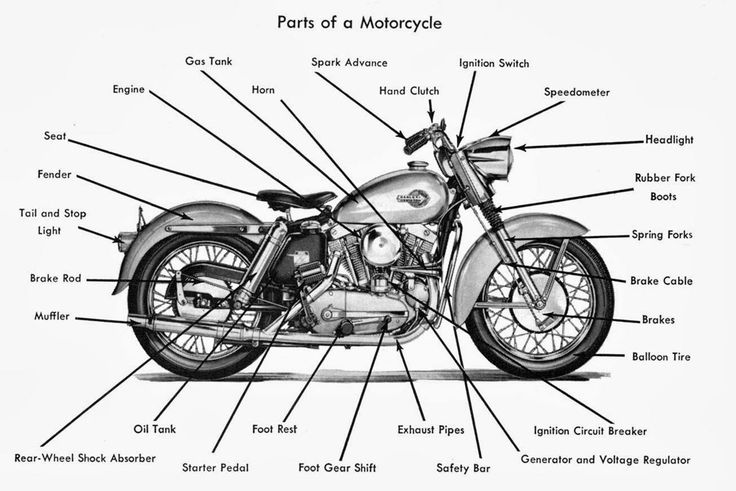 Parts of a Motorcycle
Gas Tank
Spark Advance
Ignition Switch
Engine
Horn
Hand Clutch
Speedometer
Seat
Headlight
Fender
Rubber Fork
Boots
Tail and Stop
Light
Spring Forks
Brake Rod
Brake Cable
Muffler
Brakes
Balloon Tire
Oil Tank
Foot Rest
Exhaust Pipes
Ignition Circuit Breaker
Rear-Wheel Shock Absorber
Starter Pedal
Foot Gear Shift
Safety Bar
Generator and Voltage Regulator